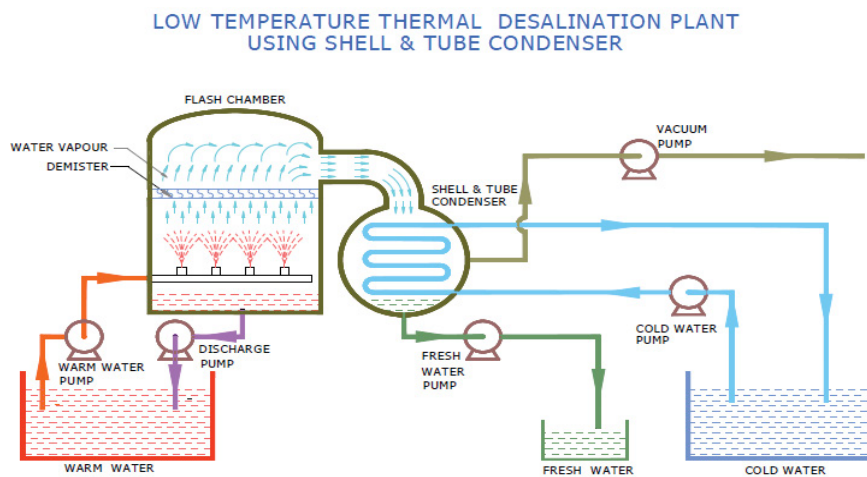 LOW TEMPERATURE THERMAL DESALINATION PLANT
USING SHELL & TUBE CONDENSER
FLASH CHAMBER
WATER VAPOUR
DEMISTER
VACUUM
PUMP
SHELL & TUBE
CONDENSER
COLD WATER
PUMP
DISCHARGE
PUMP
WARM WATER
PUMP
FRESH
WATER
PUMP
WARM WATER
FRESH WATER
COLD WATER